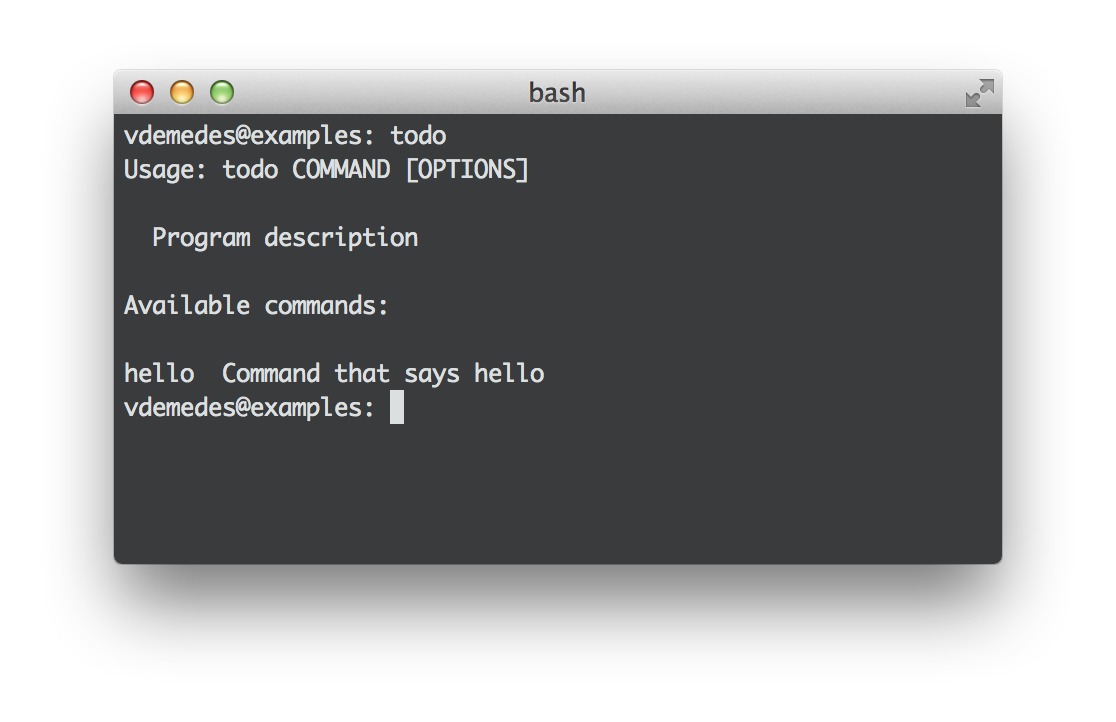 bash
vdemedes@examples: todo
Usage: todo COMMAND [OPTIONS]
Program description
Available commands:
hello  Command that says hello
vdemedes@examples: